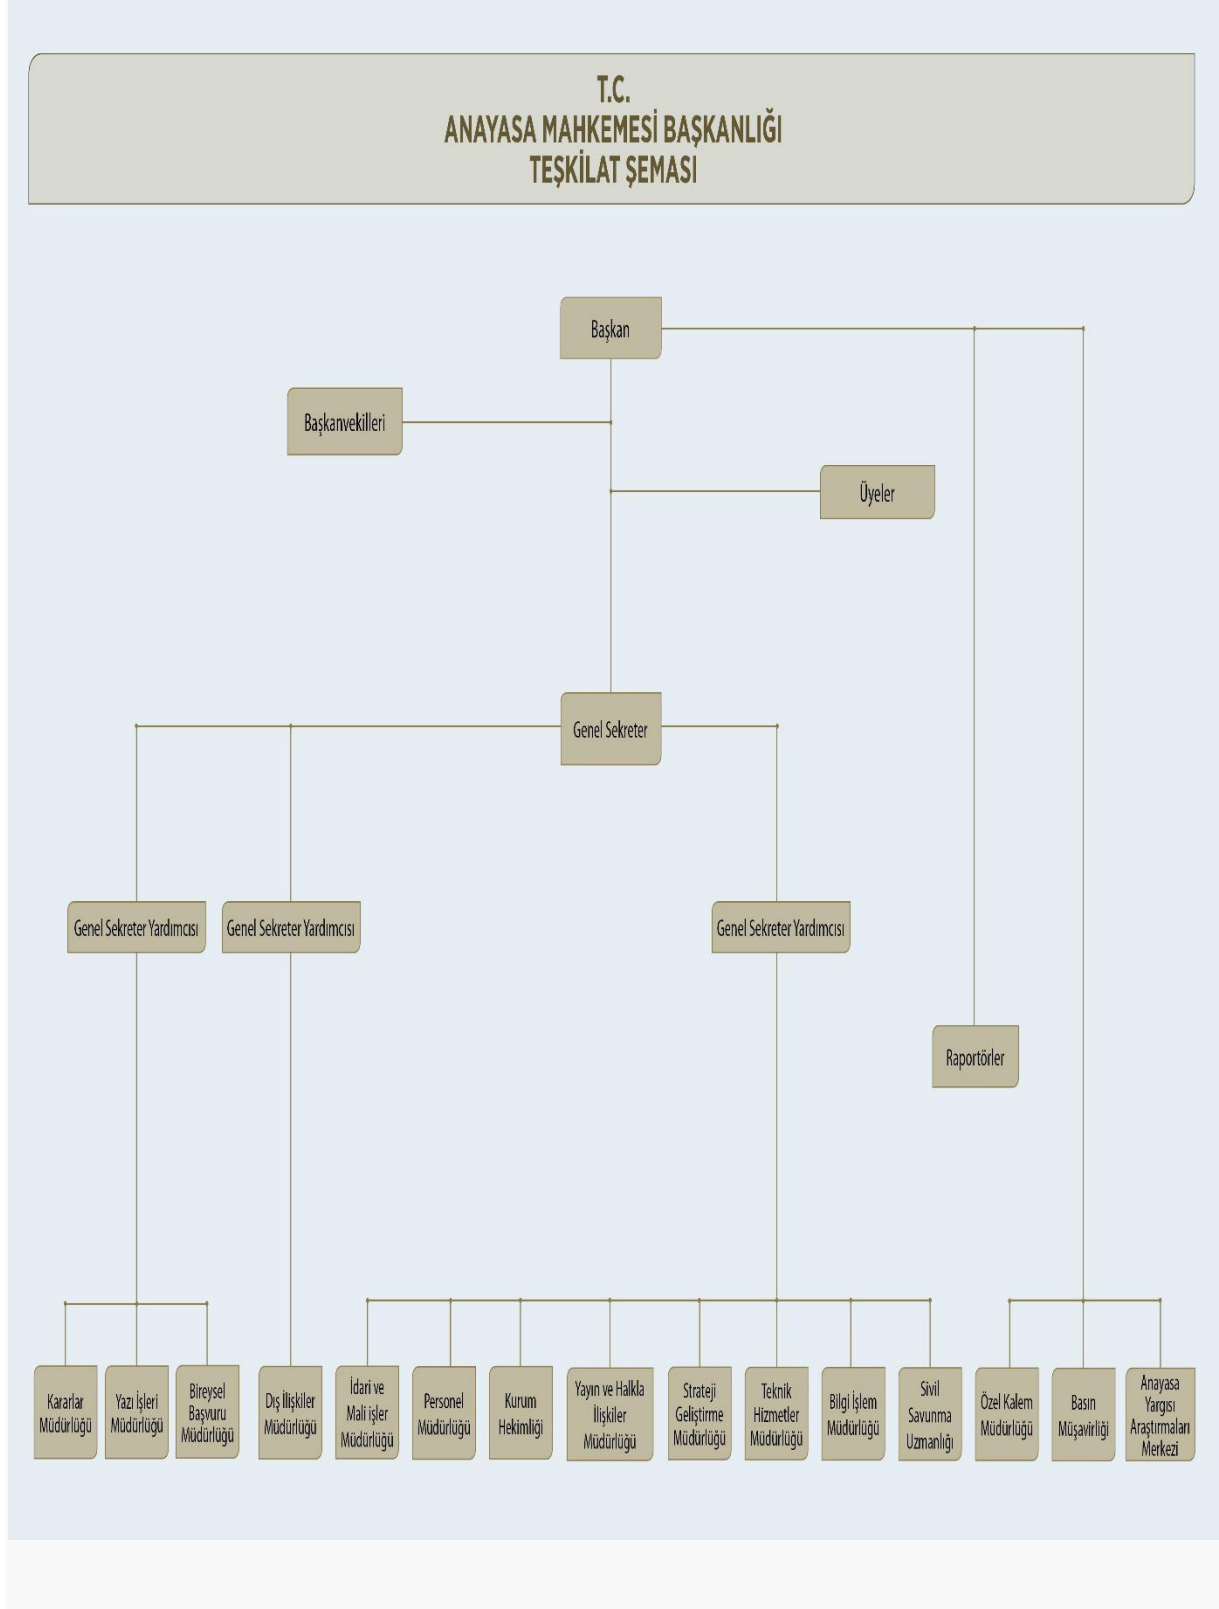 T.C.
ANAYASA MAHKEMESİ BAŞKANLIĞI
TEŞKİLAT ŞEMASI
Başkan
Başkanvekilleri
Üyeler
Genel Sekreter
Genel Sekreter Yardımcısı
Genel Sekreter Yardımcısı
Genel Sekreter Yardımcısı
Raportörler
Kararlar
Müdürlüğü
Yazı İşleri
Müdürlüğü
Bireysel
Başvuru
Müdürlüğü
Dış İlişkiler
Müdürlüğü
İdari ve
Mali işler
Müdürlüğü
Personel
Müdürlüğü
Kurum
Hekimliği
Yayın ve Halkla
İlişkiler
Müdürlüğü
Strateji
Geliştirme
Müdürlüğü
Teknik
Hizmetler
Müdürlüğü
Bilgi İşlem
Müdürlüğü
Sivil
Savunma
Uzmanlığı
Özel Kalem
Müdürlüğü
Basın
Müşavirliği
Anayasa
Yargısı
Araştırmaları
Merkezi